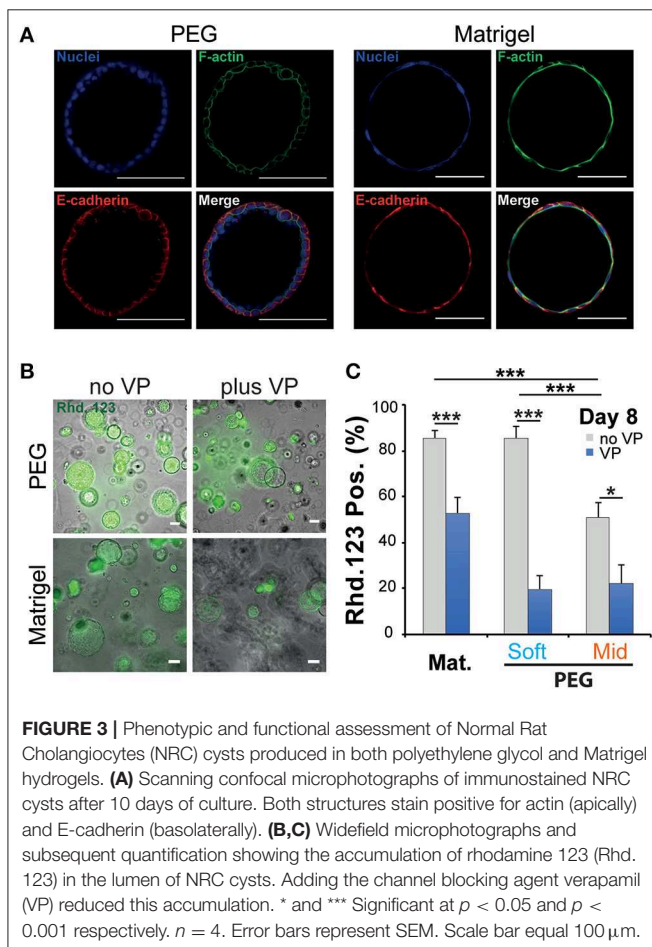 A
PEG
Matrigel
Nuclei
F-actin
Nuclei
F-actin
E-cadherin
Merge
E-cadherin
Merge
B
no VP
plus VP
Rhd. 123
PEG
Matrigel
C
***
***
100
80
60
40
20
0
Rhd.123 Pos. (%)
***
***
*
Day 8
no VP
VP
Mat.
Soft
Mid
PEG
FIGURE 3 | Phenotypic and functional assessment of Normal Rat
Cholangiocytes (NRC) cysts produced in both polyethylene glycol and Matrigel
hydrogels. (A) Scanning confocal microphotographs of immunostained NRC
cysts after 10 days of culture. Both structures stain positive for actin (apically)
and E-cadherin (basolaterally). (B,C) Widefield microphotographs and
subsequent quantification showing the accumulation of rhodamine 123 (Rhd.
123) in the lumen of NRC cysts. Adding the channel blocking agent verapamil
(VP) reduced this accumulation. * and *** Significant at p < 0.05 and p <
0.001 respectively. n = 4. Error bars represent SEM. Scale bar equal 100 μm.